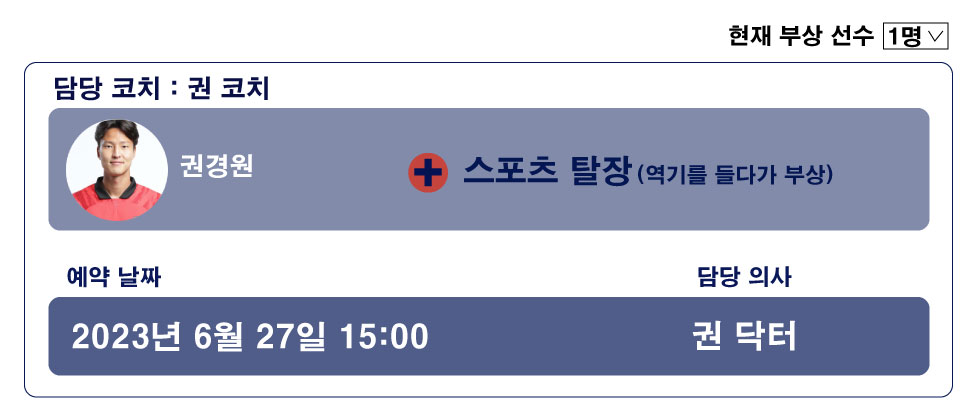 현재 부상 선수 1명
담당 코치 : 권 코치
권경원
스포츠 탈장 (역기를 들다가 부상)
예약 날짜 담당 의사
2023년 6월 27일 15:00 권 닥터